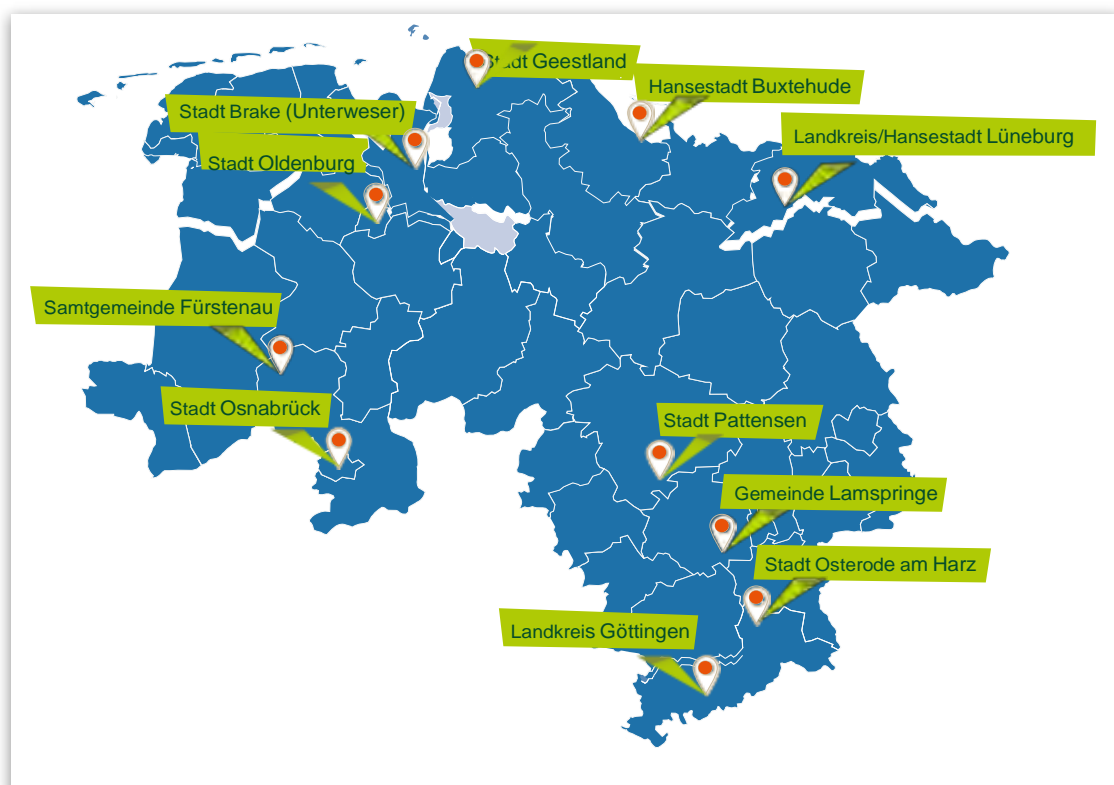 Stadt Geestland
Hansestadt Buxtehude
Stadt Brake (Unterweser)
Landkreis/Hansestadt Lüneburg
Stadt Oldenburg
Samtgemeinde Fürstenau
Stadt Osnabrück
Stadt Pattensen
Gemeinde Lamspringe
Stadt Osterode am Harz
Landkreis Göttingen